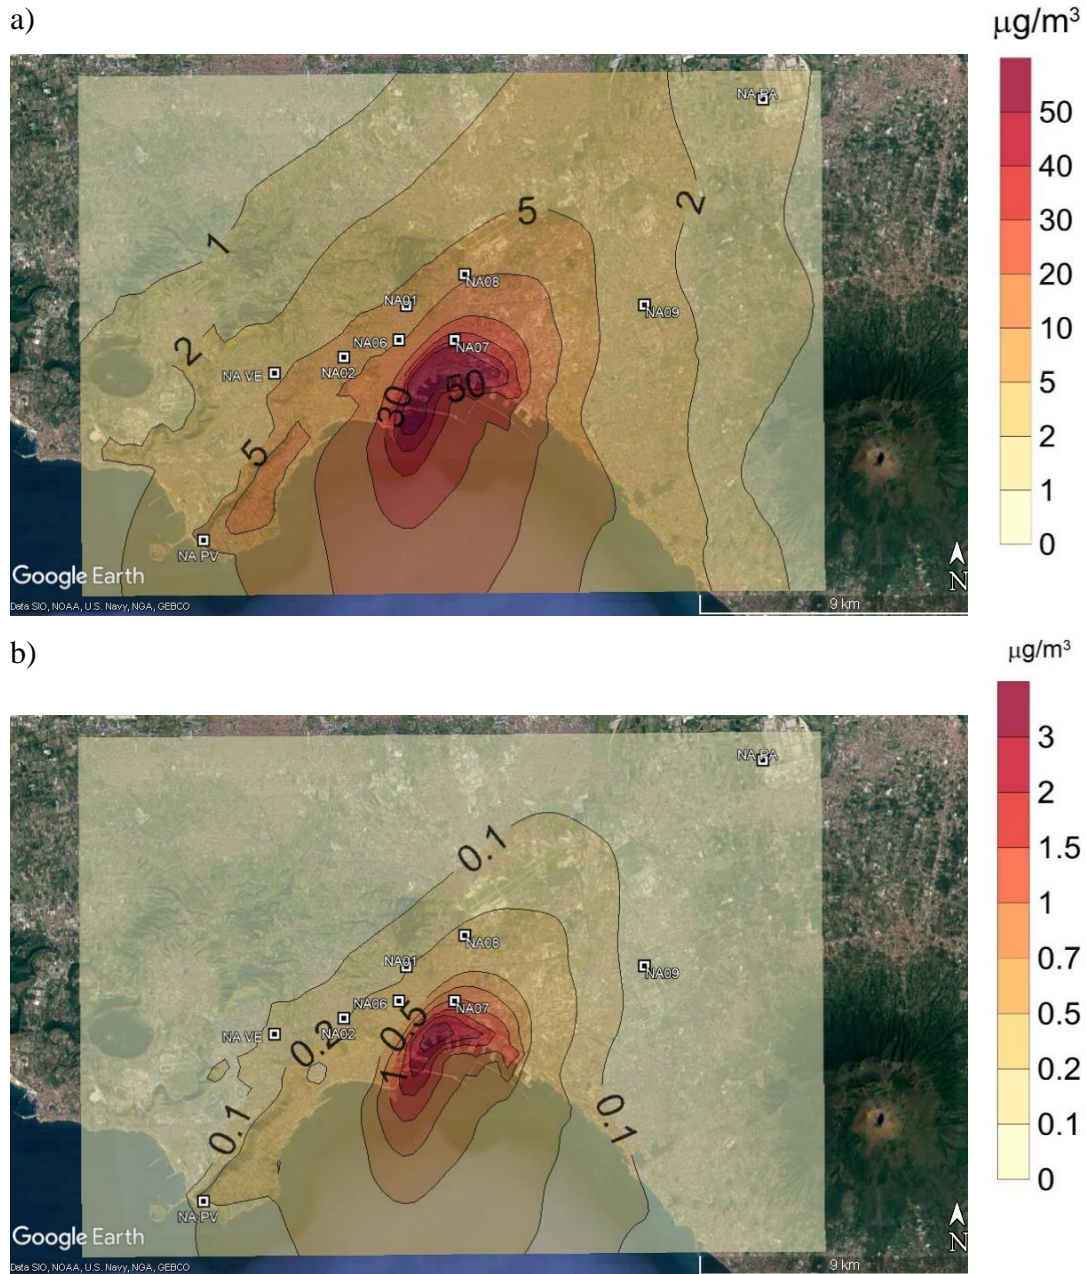 a)
μg/m³
50
40
30
20
10
5
2
1
0
NA PA
2
5
1
NA08
NA01
NA09
NA06
NA07
2
NA02
NA VE
50
30
5
NA PV
Google Earth
N
Data SIO, NOAA, U.S. Navy, NGA, GEBCO
9 km
b)
μg/m³
3
2
1.5
1
0.7
0.5
0.2
0.1
0
NA PA
0.1
NA08
NA01
NA09
NA06
NA07
0.5
NA02
NA VE
0.2
1
0.1
0.1
NA PV
Google Earth
N
Data SIO, NOAA, U.S. Navy, NGA, GEBCO
9 km